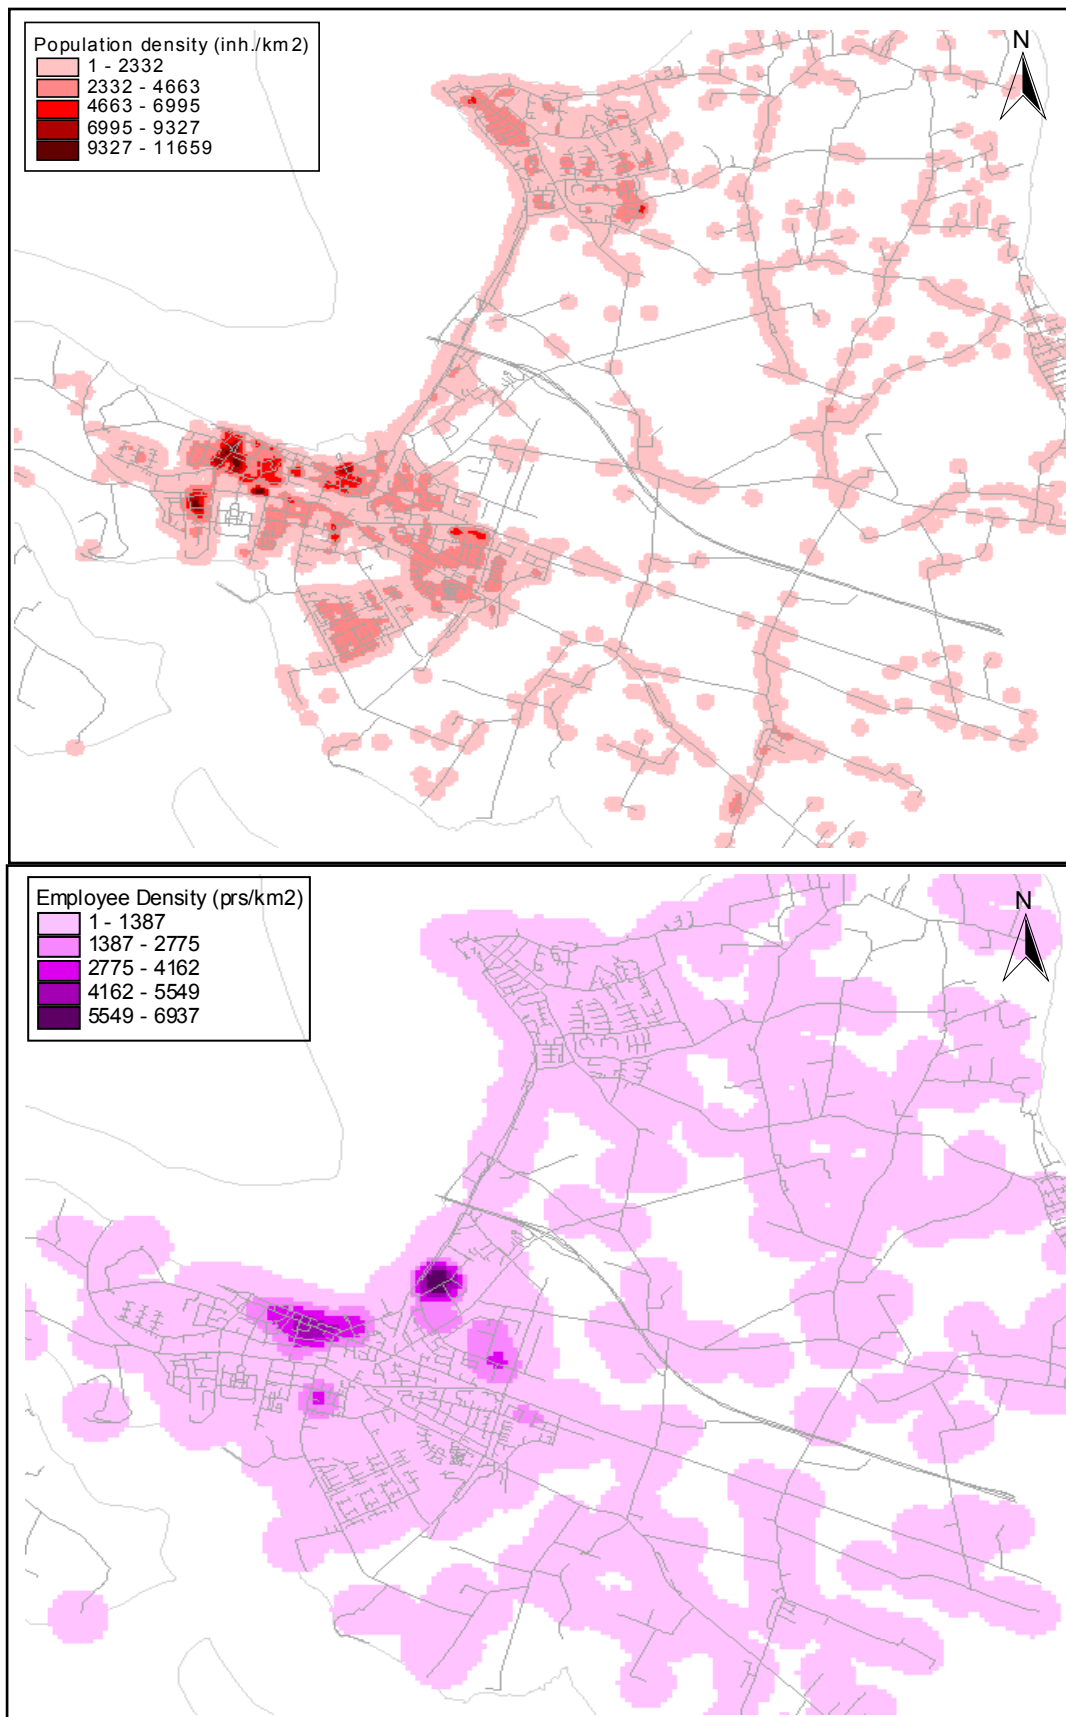 Population density (inh./km2)
1 - 2332
2332 - 4663
4663 - 6995
6995 - 9327
9327 - 11659
N
Employee Density (prs/km2)
1 - 1387
1387 - 2775
2775 - 4162
4162 - 5549
5549 - 6937
N